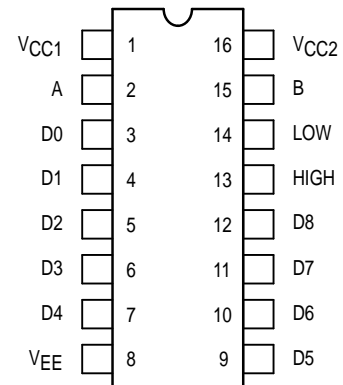 VCC1 1 16 VCC2
A 2 15 B
D0 3 14 LOW
D1 4 13 HIGH
D2 5 12 D8
D3 6 11 D7
D4 7 10 D6
VEE 8 9 D5